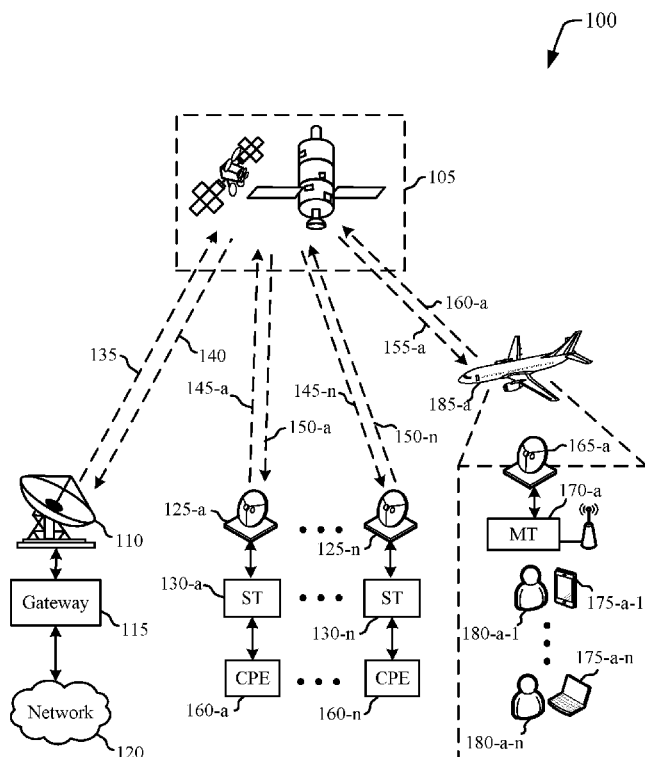 100
105
135
140
145-a
150-a
145-n
150-n
160-a
155-a
185-a
165-a
110
125-a
125-n
170-a
MT
Gateway
115
130-a
ST
ST
130-n
175-a-1
180-a-1
Network
120
CPE
CPE
160-a
160-n
175-a-n
180-a-n